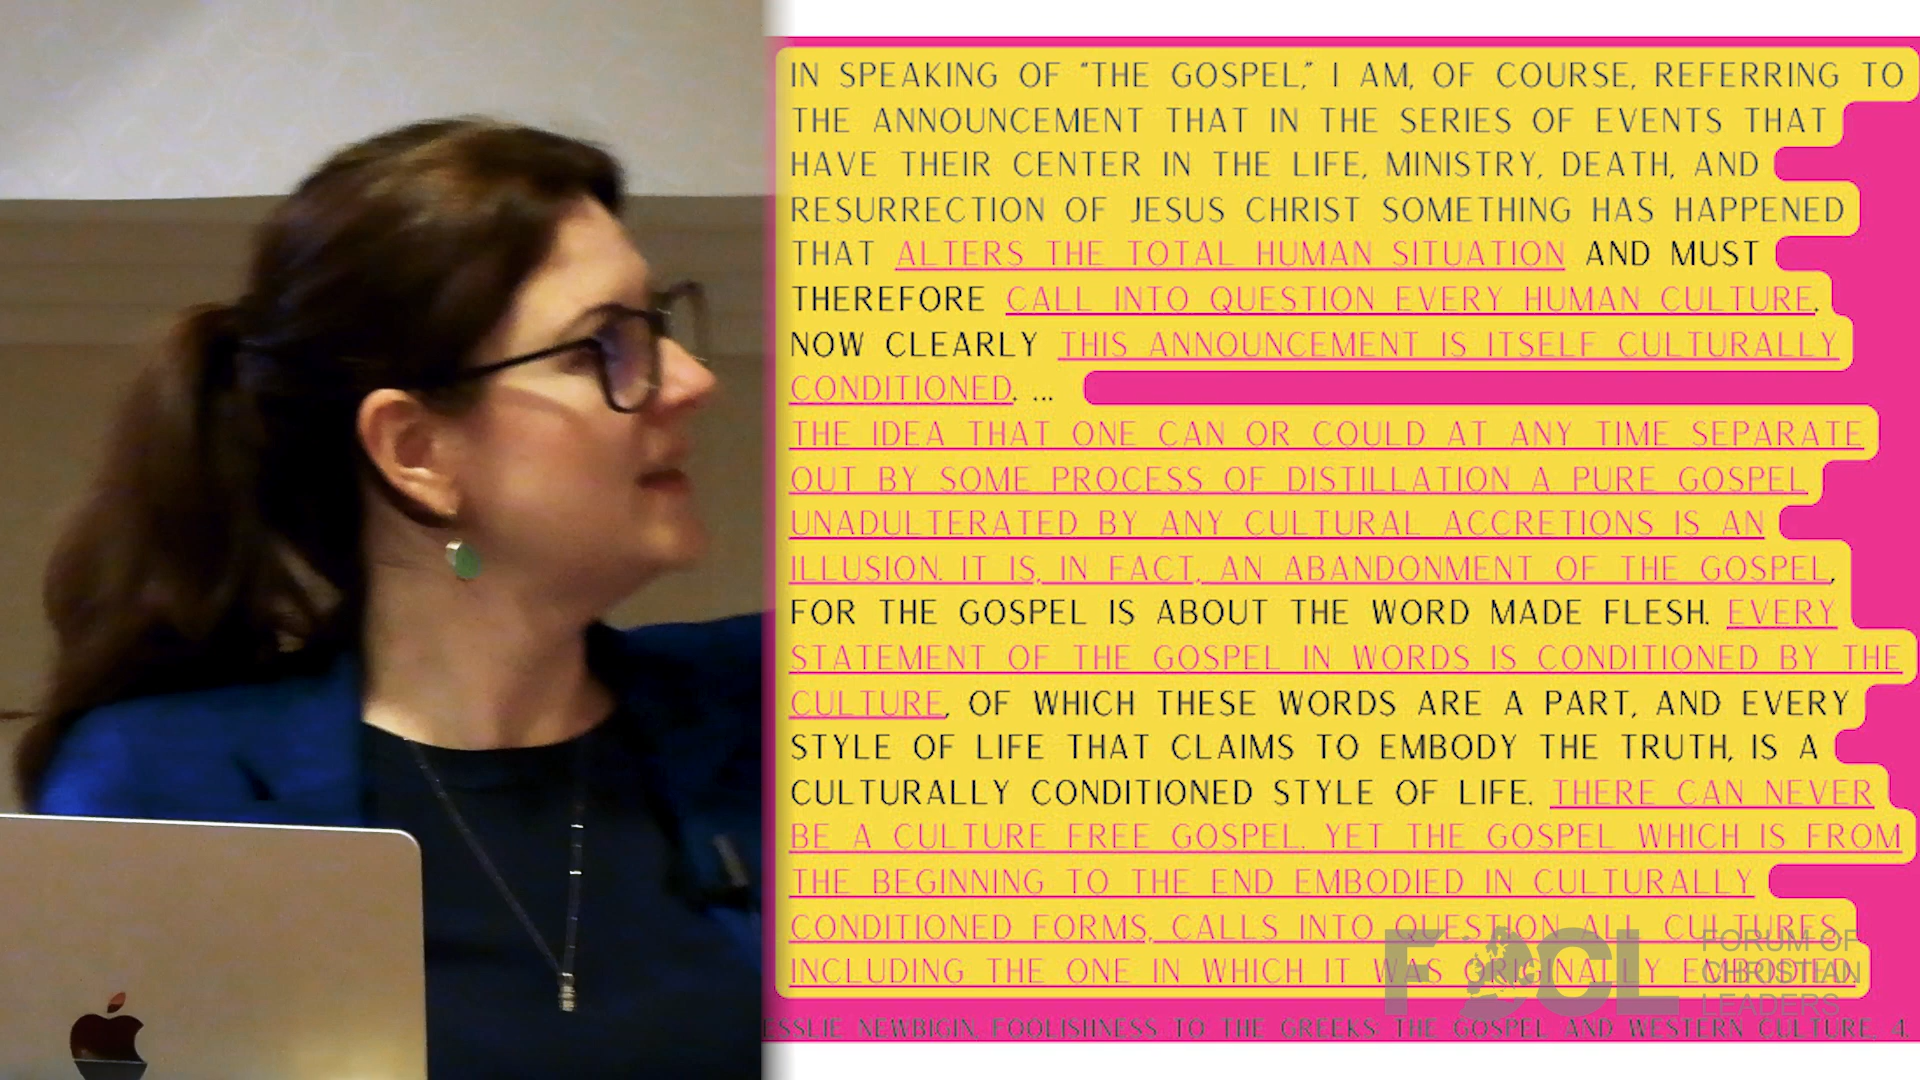 IN SPEAKING OF "THE GOSPEL," I AM, OF COURSE, REFERRING TO
THE ANNOUNCEMENT THAT IN THE SERIES OF EVENTS THAT
HAVE THEIR CENTER IN THE LIFE, MINISTRY, DEATH, AND
RESURRECTION OF JESUS CHRIST SOMETHING HAS HAPPENED
THAT ALTERS THE TOTAL HUMAN SITUATION AND MUST
THEREFORE CALL INTO QUESTION EVERY HUMAN CULTURE.
NOW CLEARLY THIS ANNOUNCEMENT IS ITSELF CULTURALLY
CONDITIONED. ...
THE IDEA THAT ONE CAN OR COULD AT ANY TIME SEPARATE
OUT BY SOME PROCESS OF DISTILLATION A PURE GOSPEL
UNADULTERATED BY ANY CULTURAL ACCRETIONS IS AN
ILLUSION. IT IS, IN FACT, AN ABANDONMENT OF THE GOSPEL,
FOR THE GOSPEL IS ABOUT THE WORD MADE FLESH. EVERY
STATEMENT OF THE GOSPEL IN WORDS IS CONDITIONED BY THE
CULTURE, OF WHICH THESE WORDS ARE A PART, AND EVERY
STYLE OF LIFE THAT CLAIMS TO EMBODY THE TRUTH, IS A
CULTURALLY CONDITIONED STYLE OF LIFE. THERE CAN NEVER
BE A CULTURE FREE GOSPEL. YET THE GOSPEL WHICH IS FROM
THE BEGINNING TO THE END EMBODIED IN CULTURALLY
CONDITIONED FORMS, CALLS INTO QUESTION ALL CULTURES,
INCLUDING THE ONE IN WHICH IT WAS ORIGINALLY EMBODIED.
ESSLIE NEWBIGIN, FOOLISHNESS TO THE GREEKS THE GOSPEL AND WESTERN CULTURE, 4.
FOCL
FORUM OF
CHRISTIAN
LEADERS